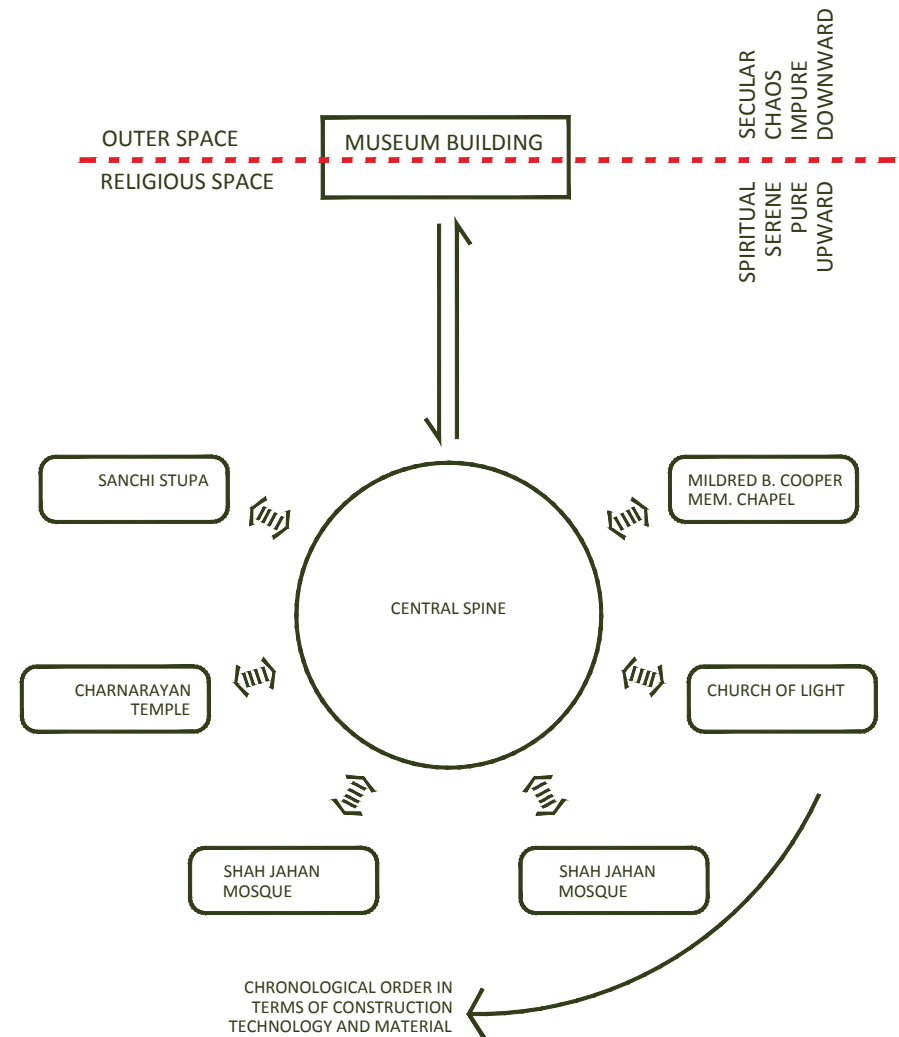 OUTER SPACE
MUSEUM BUILDING
RELIGIOUS SPACE
SECULAR
CHAOS
IMPURE
DOWNWARD
SPIRITUAL
SERENE
PURE
UPWARD
SANCHI STUPA
MILDRED B. COOPER
MEM. CHAPEL
CENTRAL SPINE
CHARNARAYAN
TEMPLE
CHURCH OF LIGHT
SHAH JAHAN
MOSQUE
SHAH JAHAN
MOSQUE
CHRONOLOGICAL ORDER IN
TERMS OF CONSTRUCTION
TECHNOLOGY AND MATERIAL